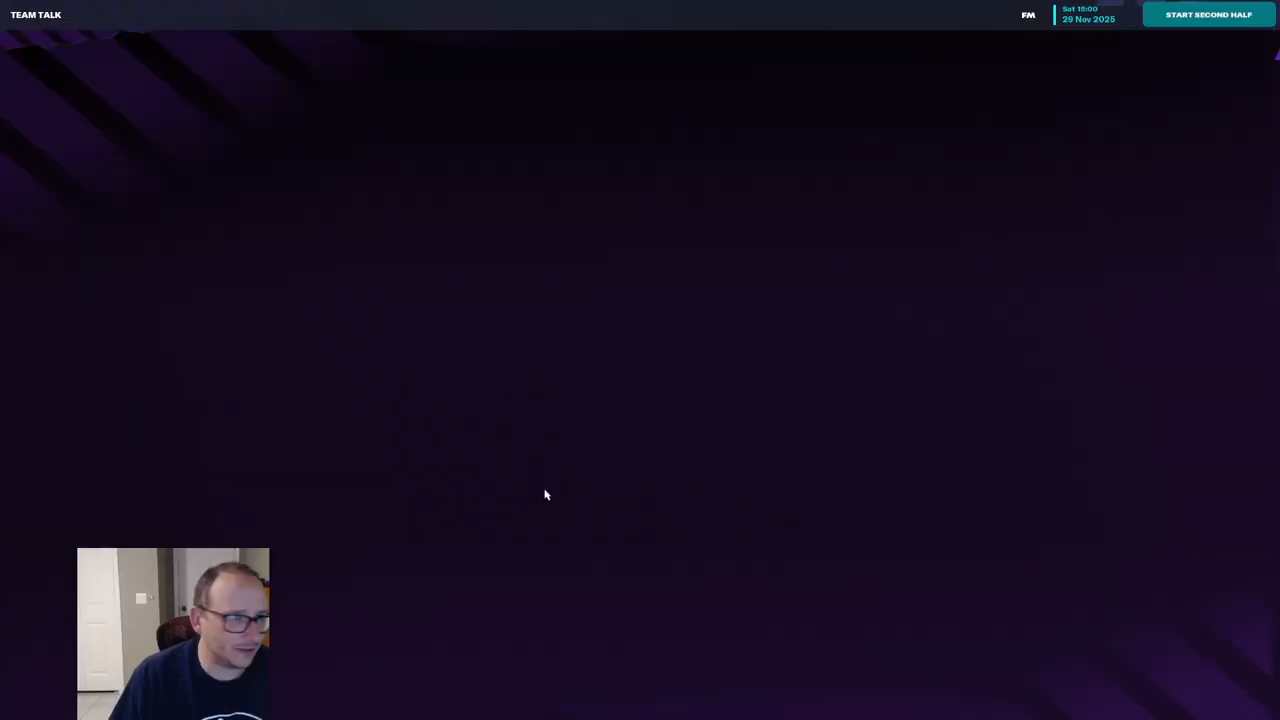 TEAM TALK
FM
Sat 15:00
29 Nov 2025
START SECOND HALF